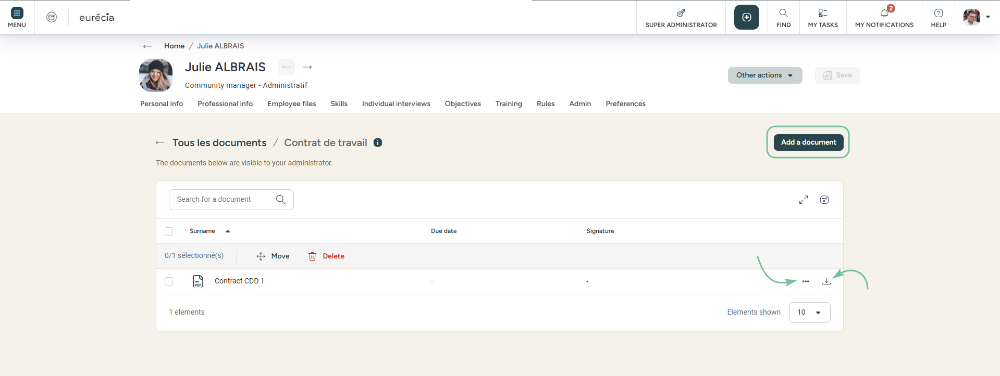 MENU
eurécia
SUPER ADMINISTRATOR
FIND
MY TASKS
2
MY NOTIFICATIONS
HELP
Home / Julie ALBRAIS
Julie ALBRAIS
Community manager - Administratif
Other actions
Save
Personal info Professional info Employee files Skills Individual interviews Objectives Training Rules Admin Preferences
Tous les documents / Contrat de travail
Add a document
The documents below are visible to your administrator.
Search for a document
Surname Due date Signature
0/1 sélectionné(s) Move Delete
PDF Contract CDD 1 - -
1 elements Elements shown 10